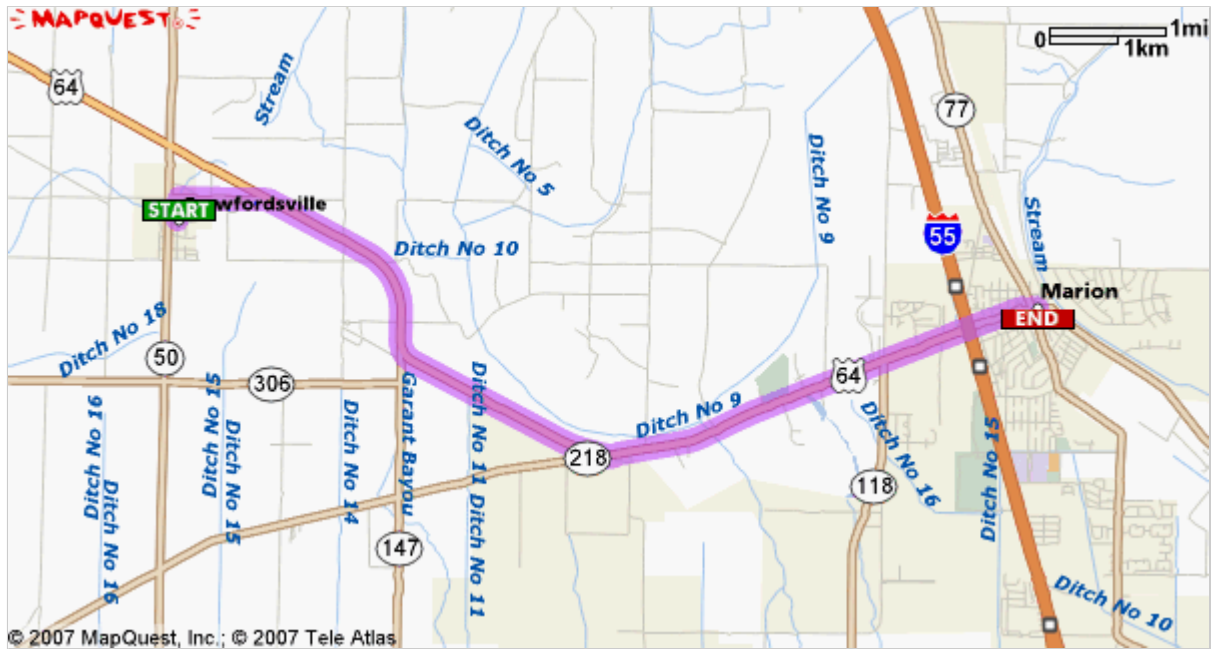 MAPQUEST
1mi
0
1km
64
Stream
77
Ditch No 5
Ditch No 9
START
wfordsville
Stream
55
Ditch No 10
Marion
END
Ditch No 18
50
306
64
Ditch No 9
Garant Bayou
Ditch No 11
Ditch No 15
Ditch No 16
Ditch No 14
Ditch No 15
Ditch No 16
Ditch No 15
218
118
Ditch No 16
Ditch No 11
147
Ditch No 10
© 2007 MapQuest, Inc.; © 2007 Tele Atlas